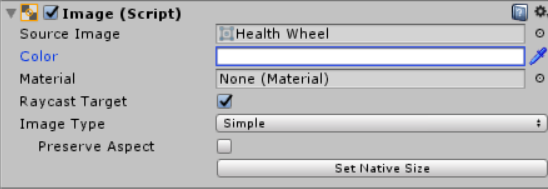 Image (Script)
Source Image Health Wheel
Color
Material None (Material)
Raycast Target
Image Type Simple
Preserve Aspect
Set Native Size